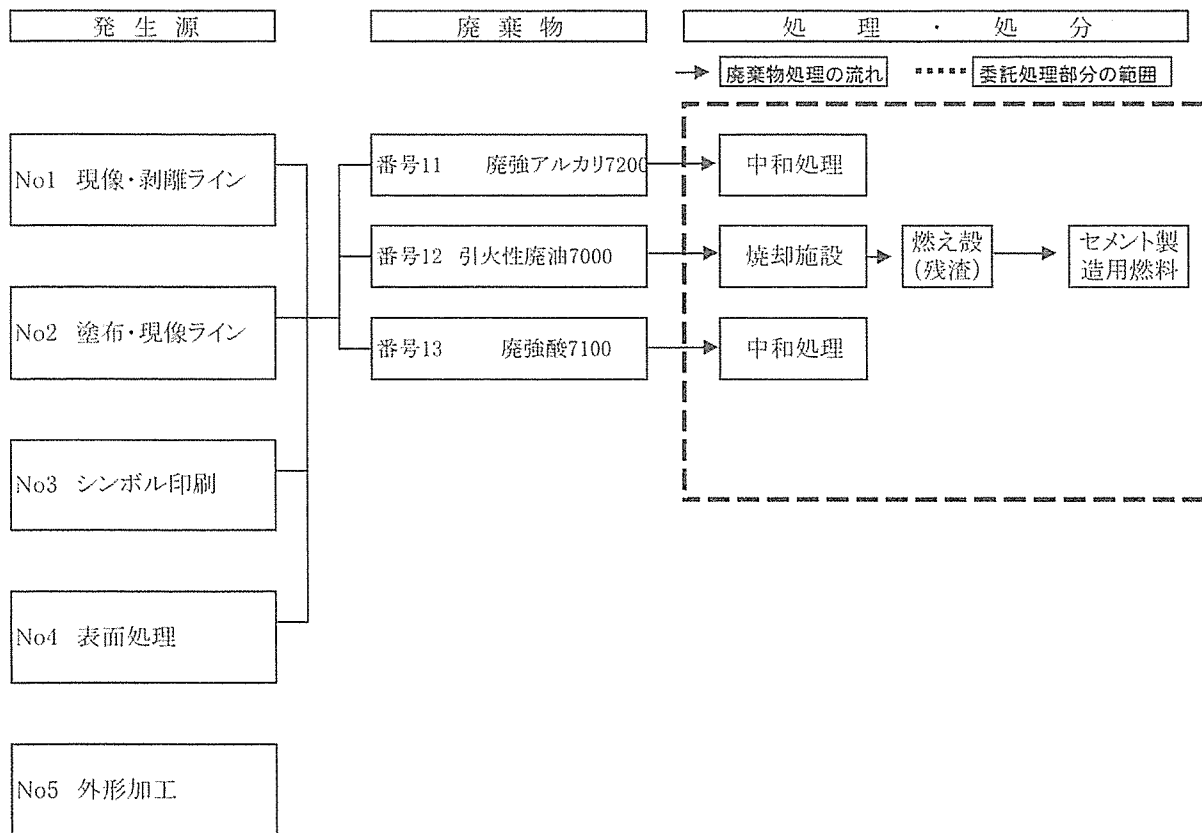 発生源
廃棄物
処理・処分
廃棄物処理の流れ
委託処理部分の範囲
No1 現像・剥離ライン
番号11 廃強アルカリ7200
中和処理
番号12 引火性廃油7000
焼却施設
燃え殻
(残渣)
セメント製
造用燃料
No2 塗布・現像ライン
番号13 廃強酸7100
中和処理
No3 シンボル印刷
No4 表面処理
No5 外形加工